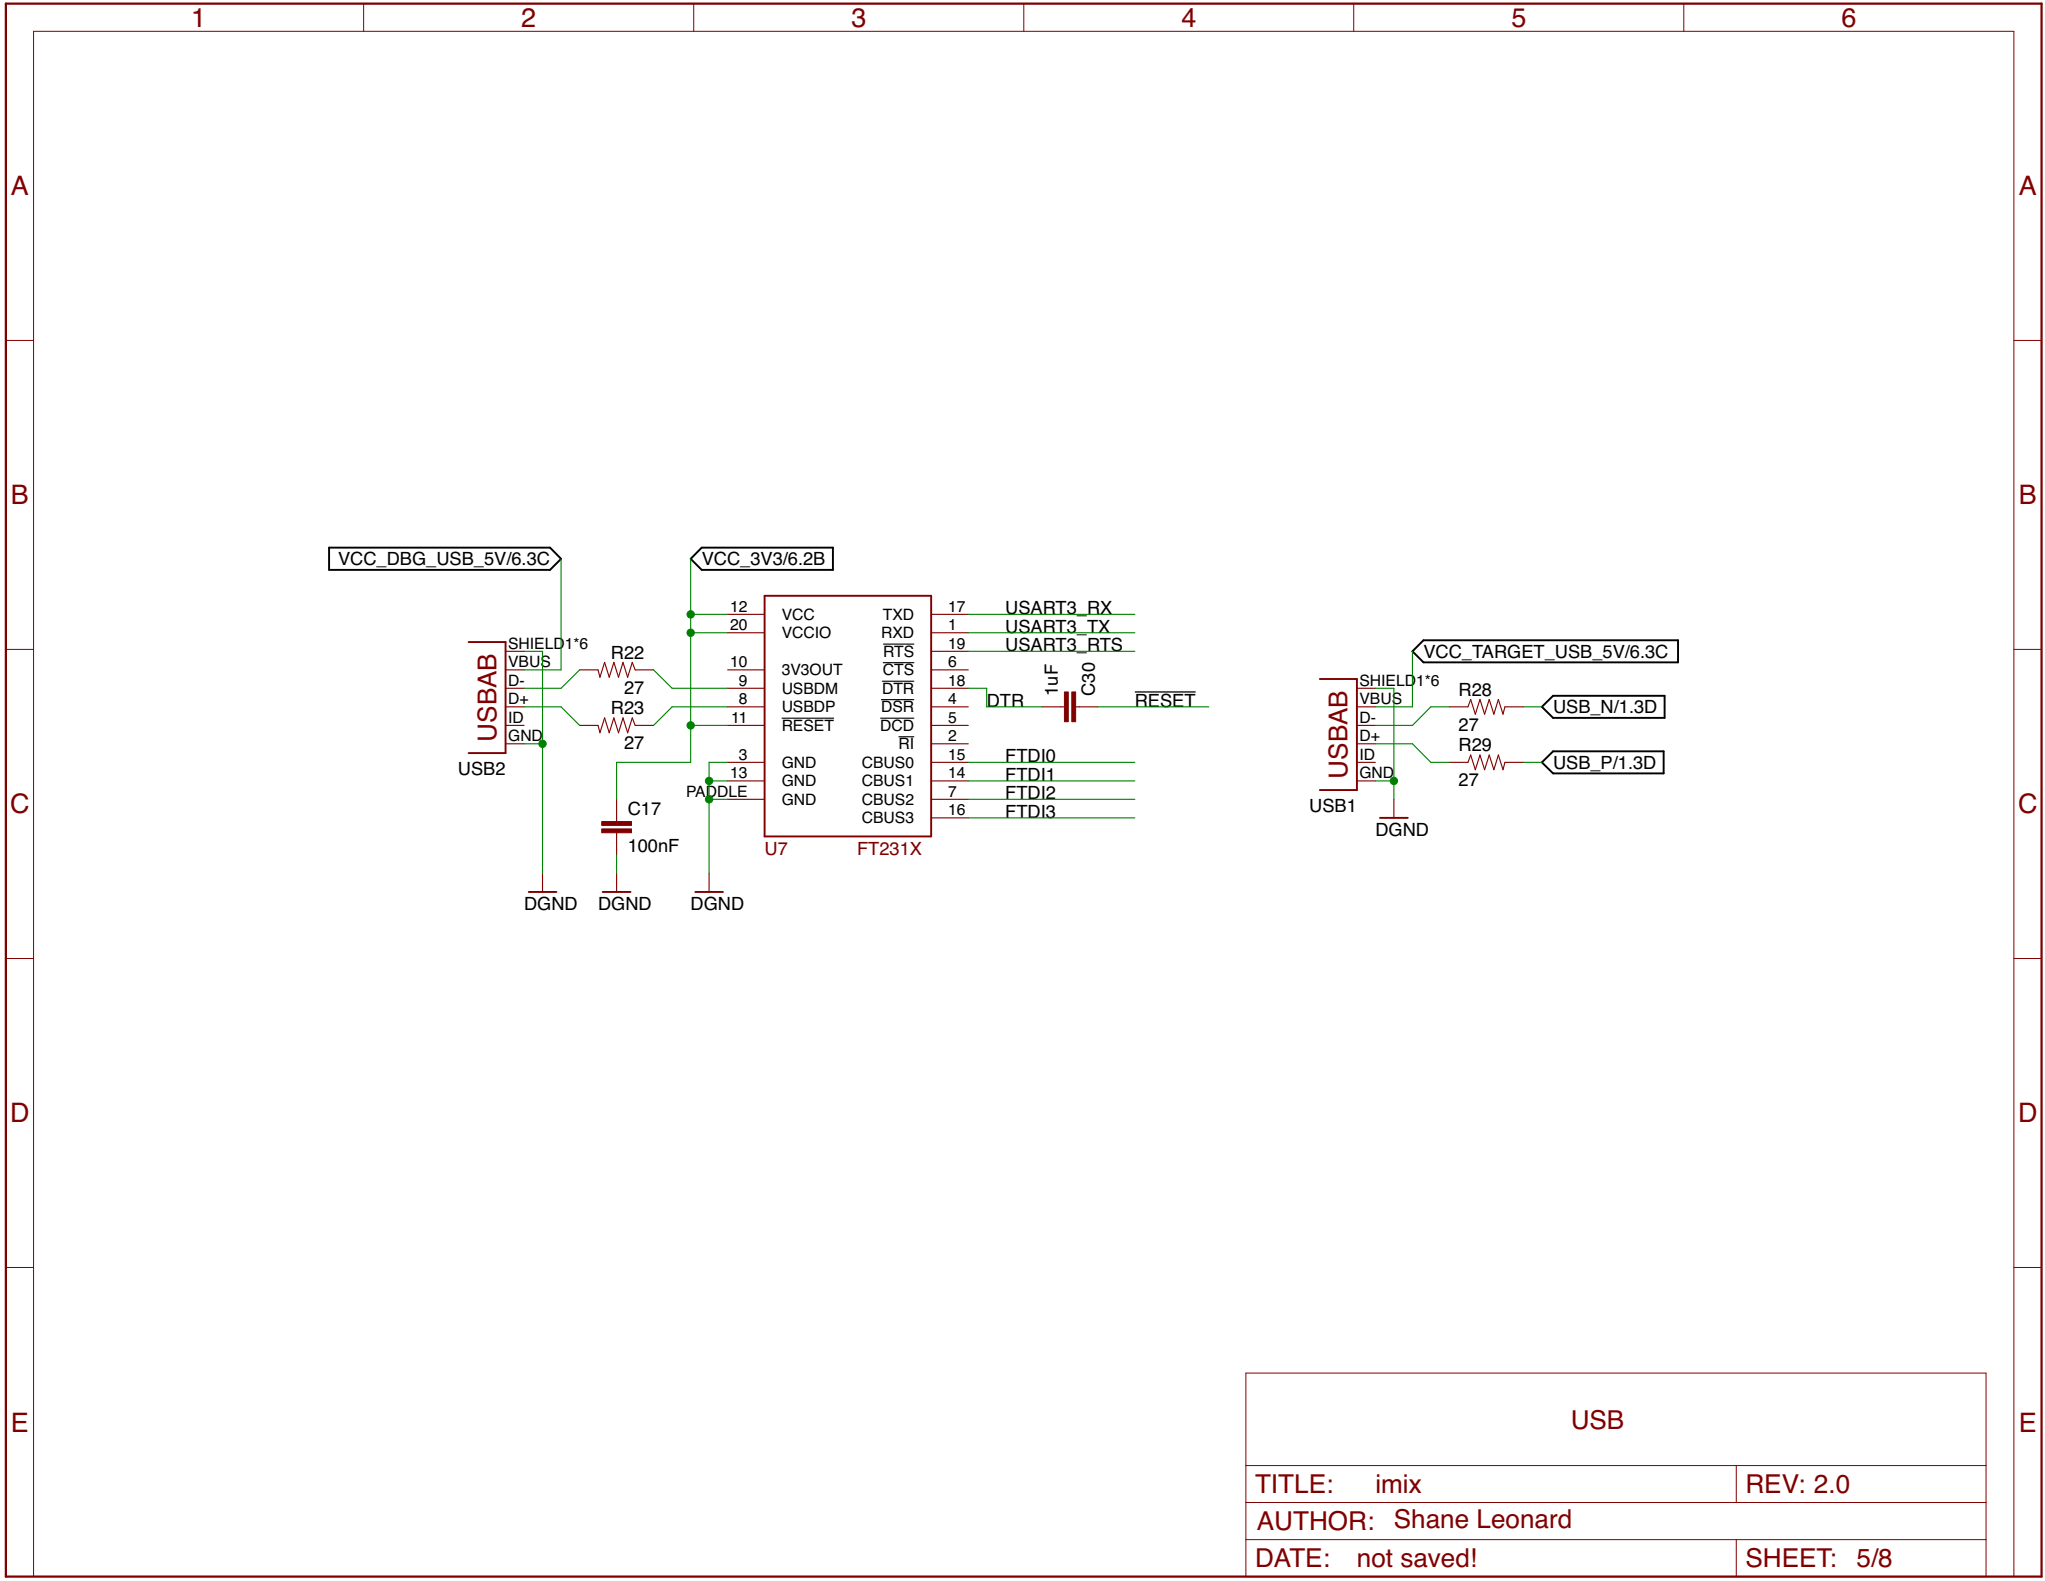 1 2 3 4 5 6
A A
B B
VCC_DBG_USB_5V/6.3C
VCC_3V3/6.2B
USBAB
SHIELD1*6
VBUS
D-
D+
ID
GND
USB2
R22
27
R23
27
C17
100nF
DGND DGND DGND
12 VCC TXD 17 USART3_RX
20 VCCIO RXD 1 USART3_TX
RTS 19 USART3_RTS
10 3V3OUT CTS 6
9 USBDM DTR 18
8 USBDP DSR 4
11 RESET DCD 5
RI 2
3 GND CBUS0 15 FTDI0
13 GND CBUS1 14 FTDI1
PADDLE GND CBUS2 7 FTDI2
CBUS3 16 FTDI3
U7 FT231X
DTR
1uF
C30
RESET
VCC_TARGET_USB_5V/6.3C
USBAB
SHIELD1*6
VBUS
D-
D+
ID
GND
USB1
DGND
R28
27
USB_N/1.3D
R29
27
USB_P/1.3D
C C
D D
E E
USB
TITLE: imix REV: 2.0
AUTHOR: Shane Leonard
DATE: not saved! SHEET: 5/8